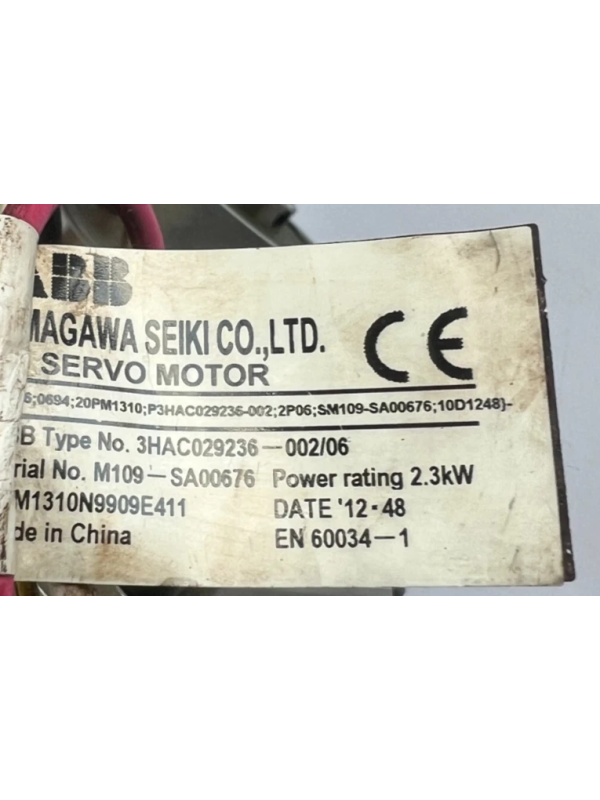 ABB
MAGAWA SEIKI CO.,LTD.
SERVO MOTOR
6;0694;20PM1310;P3HAC029236-002;2P06;SM109-SA00676;10D1248]-
BB Type No. 3HAC029236-002/06
rial No. M109-SA00676 Power rating 2.3kW
M1310N9909E411 DATE '12·48
de in China EN 60034-1
CE